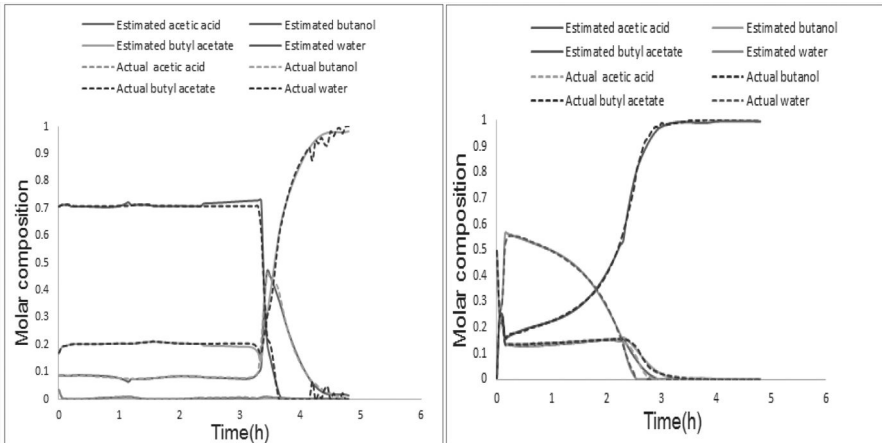 Estimated acetic acid
Estimated butanol
Estimated butyl acetate
Estimated water
Actual acetic acid
Actual butanol
Actual butyl acetate
Actual water
Molar composition
1
0.9
0.8
0.7
0.6
0.5
0.4
0.3
0.2
0.1
0
0
1
2
3
4
5
6
Time(h)
Estimated acetic acid
Estimated butanol
Estimated butyl acetate
Estimated water
Actual acetic acid
Actual butanol
Actual butyl acetate
Actual water
Molar composition
1
0.9
0.8
0.7
0.6
0.5
0.4
0.3
0.2
0.1
0
0
1
2
3
4
5
6
Time(h)